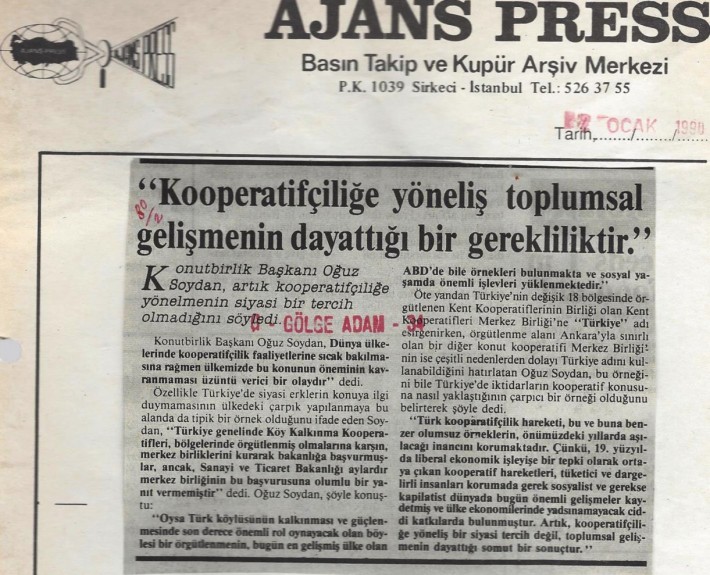 AJANS PRESS
AJANS PRESS
AJANS PRESS
Basın Takip ve Kupür Arşiv Merkezi
P.K. 1039 Sirkeci - İstanbul Tel.: 526 37 55
OCAK 1990
Tarih,......../......../........
"Kooperatifçiliğe yöneliş toplumsal
gelişmenin dayattığı bir gerekliliktir."
80/2
Konutbirlik Başkanı Oğuz
Soydan, artık kooperatifçiliğe
yönelmenin siyasi bir tercih
olmadığını söyledi.
G - GÖLGE ADAM - 34
Konutbirlik Başkanı Oğuz Soydan, Dünya ülke-
lerinde kooperatifçilik faaliyetlerine sıcak bakılma-
sına rağmen ülkemizde bu konunun öneminin kav-
ranmaması üzüntü verici bir olaydır" dedi.
Özellikle Türkiye'de siyasi erklerin konuya ilgi
duymamasının ülkedeki çarpık yapılanmaya bu
alanda da tipik bir örnek olduğunu ifade eden Soy-
dan, "Türkiye genelinde Köy Kalkınma Koopera-
tifleri, bölgelerinde örgütlenmiş olmalarına karşın,
merkez birliklerini kurarak bakanlığa başvurmuş-
lar, ancak, Sanayi ve Ticaret Bakanlığı aylardır
merkez birliğinin bu başvurusuna olumlu bir ya-
nıt vermemiştir" dedi. Oğuz Soydan, şöyle konuş-
tu:
"Oysa Türk köylüsünün kalkınması ve güçlen-
mesinde son derece önemli rol oynayacak olan böy-
lesi bir örgütlenmenin, bugün en gelişmiş ülke olan
ABD'de bile örnekleri bulunmakta ve sosyal ya-
şamda önemli işlevleri yüklenmektedir."
Öte yandan Türkiye'nin değişik 18 bölgesinde ör-
gütlenen Kent Kooperatiflerinin Birliği olan Kent
Kooperatifleri Merkez Birliği'ne "Türkiye" adı
esirgenirken, örgütlenme alanı Ankara'yla sınırlı
olan bir diğer konut kooperatifi Merkez Birliği'-
nin ise çeşitli nedenlerden dolayı Türkiye adını kul-
lanabildiğini hatırlatan Oğuz Soydan, bu örneği-
ni bile Türkiye'de iktidarların kooperatif konusu-
na nasıl yaklaştığının çarpıcı bir örneği olduğunu
belirterek şöyle dedi.
"Türk kooparatifçilik hareketi, bu ve buna ben-
zer olumsuz örneklerin, önümüzdeki yıllarda aşı-
lacağı inancını korumaktadır. Çünkü, 19. yüzyıl-
da liberal ekonomik işleyişe bir tepki olarak orta-
ya çıkan kooperatif hareketleri, tüketici ve dargi-
lirli insanları korumada gerek sosyalist ve gerekse
kapilatist dünyada bugün önemli gelişmeler kay-
detmiş ve ülke ekonomilerinde yadsınamayacak cid-
di katkılarda bulunmuştur. Artık, kooperatifçili-
ğe yöneliş bir siyasi tercih değil, toplumsal geliş-
menin dayattığı somut bir sonuçtur."